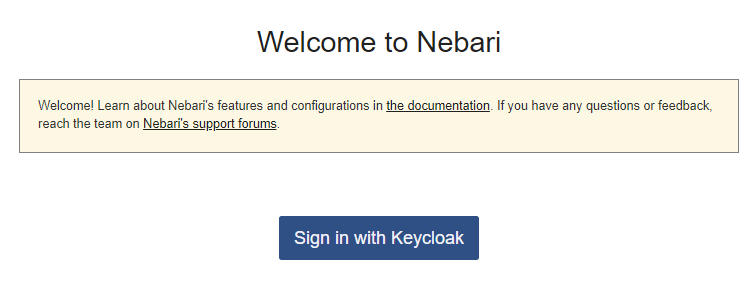 Welcome to Nebari
Welcome! Learn about Nebari's features and configurations in the documentation. If you have any questions or feedback,
reach the team on Nebari's support forums.
Sign in with Keycloak